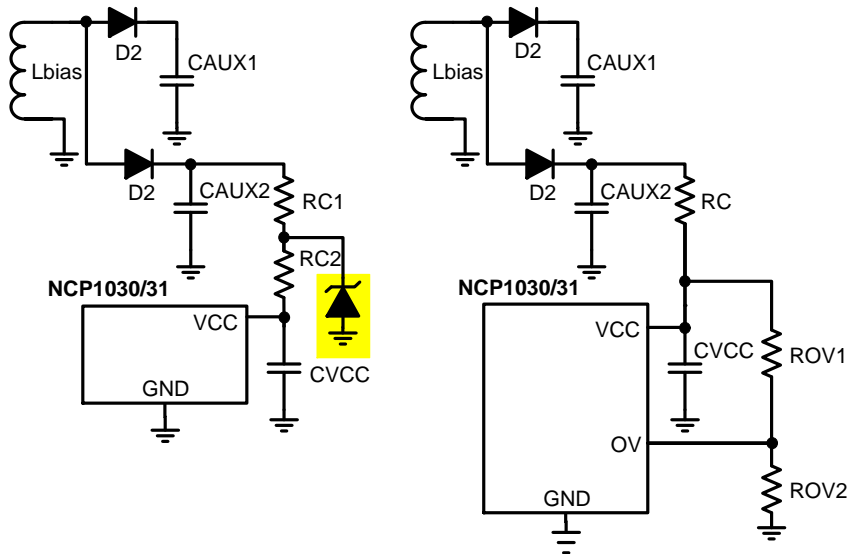 D2
CAUX1
Lbias
D2
CAUX2
RC1
RC2
NCP1030/31
VCC
GND
CVCC
D2
CAUX1
Lbias
D2
CAUX2
RC
NCP1030/31
VCC
CVCC
ROV1
OV
GND
ROV2